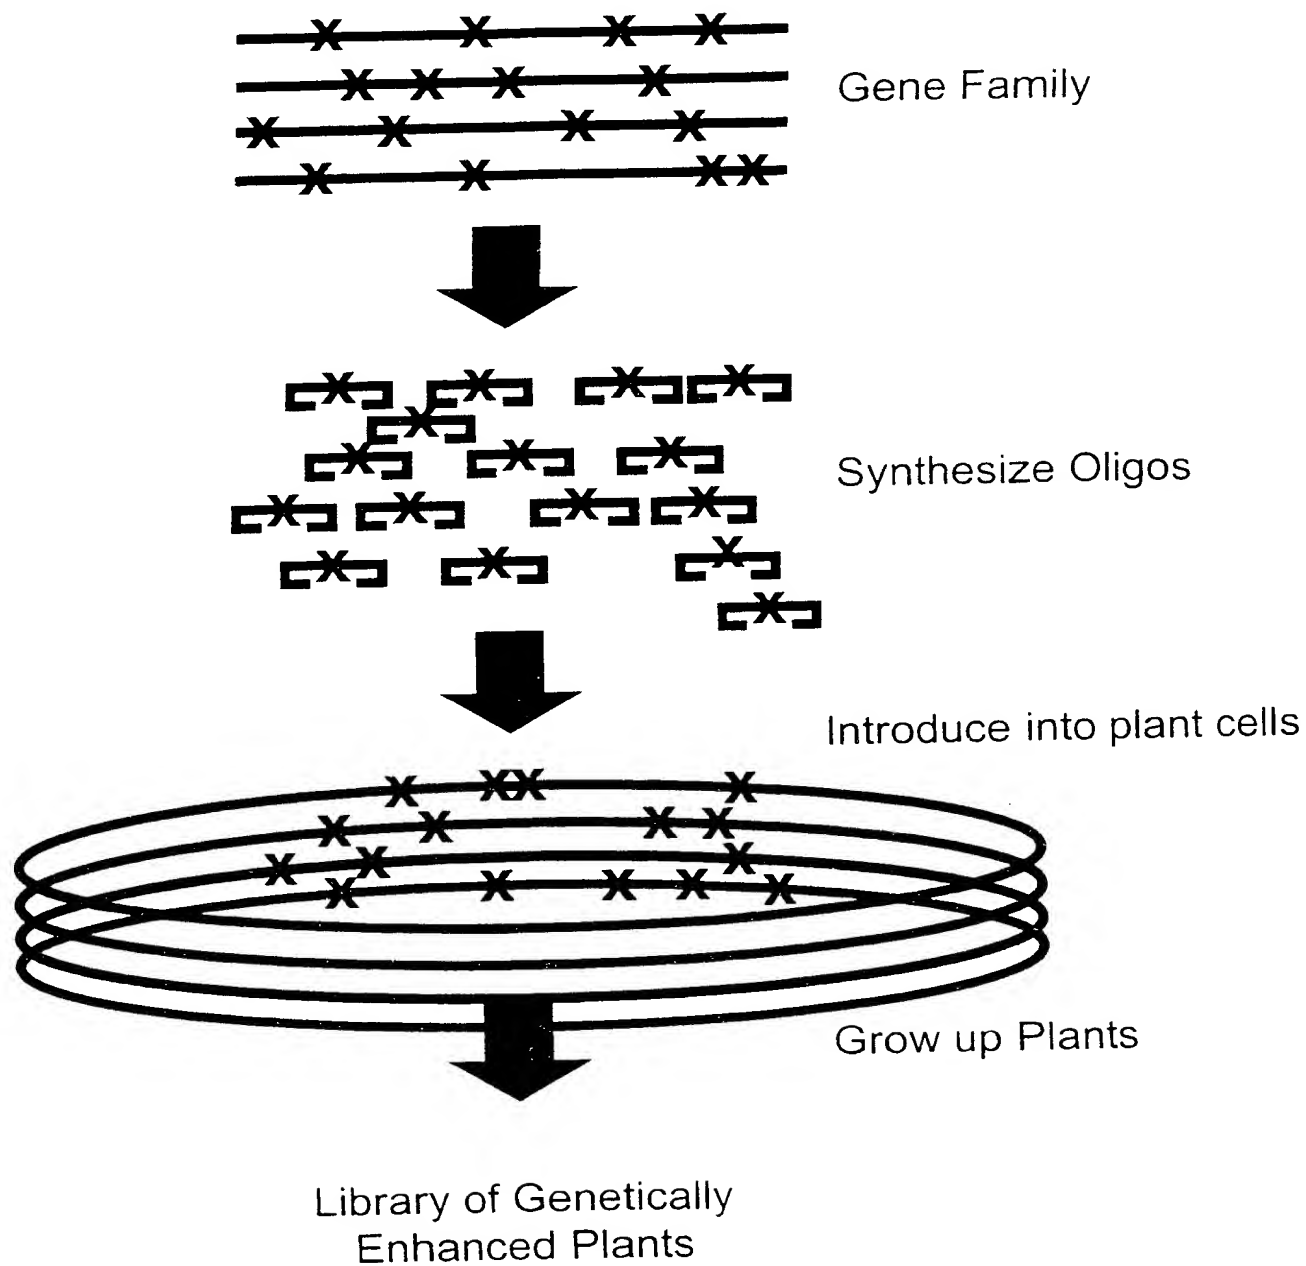 Gene Family
Synthesize Oligos
Introduce into plant cells
Grow up Plants
Library of Genetically
Enhanced Plants